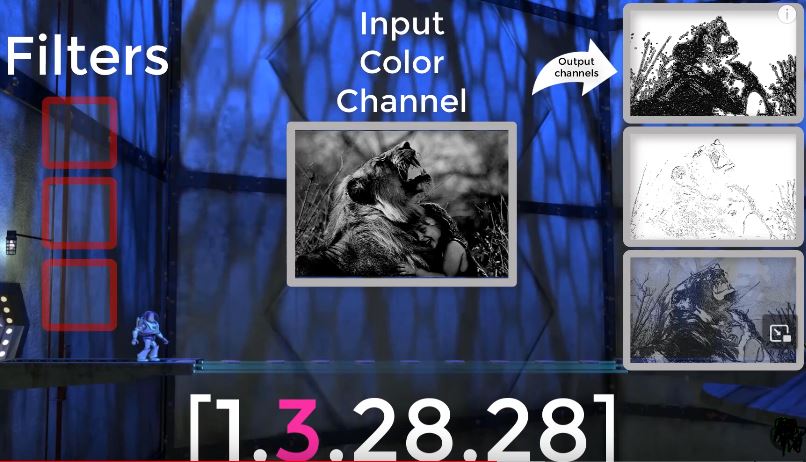 Filters
Input
Color
Channel
Output
channels
[1.3.28.28]